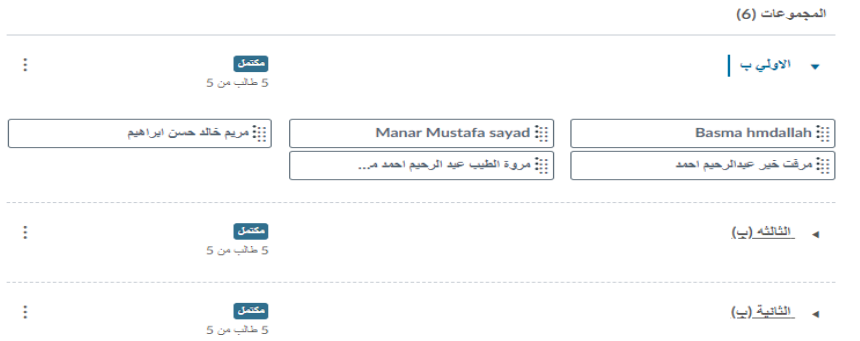 المجموعات (6)
الاولي ب
مكتمل
5 طالب من 5
Basma hmdallah
Manar Mustafa sayad
مريم خالد حسن ابراهيم
مرقت خير عبدالرحيم احمد
مروة الطيب عبد الرحيم احمد م...
الثالثه (ب)
مكتمل
5 طالب من 5
الثانية (ب)
مكتمل
5 طالب من 5